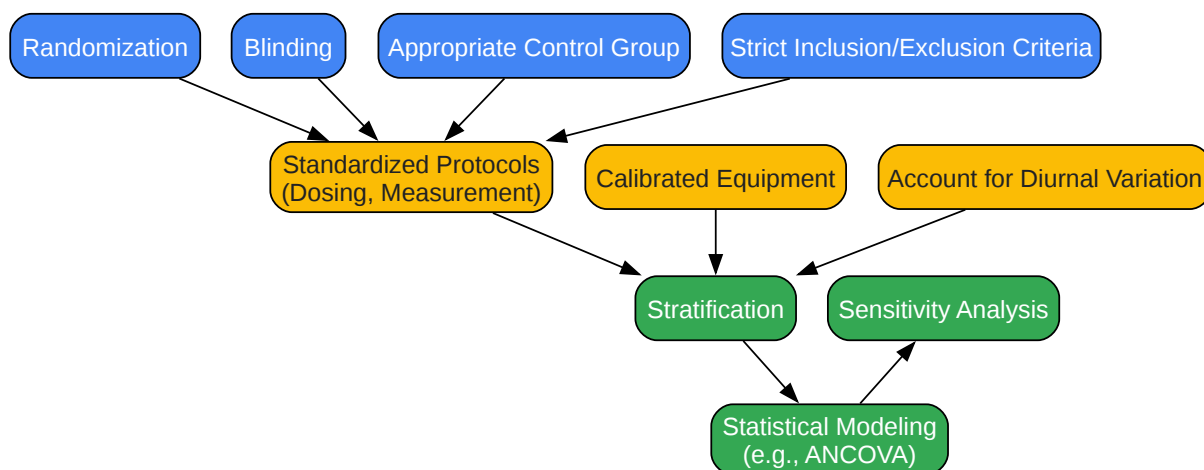 Randomization
Blinding
Appropriate Control Group
Strict Inclusion/Exclusion Criteria
Standardized Protocols
(Dosing, Measurement)
Calibrated Equipment
Account for Diurnal Variation
Stratification
Sensitivity Analysis
Statistical Modeling
(e.g., ANCOVA)